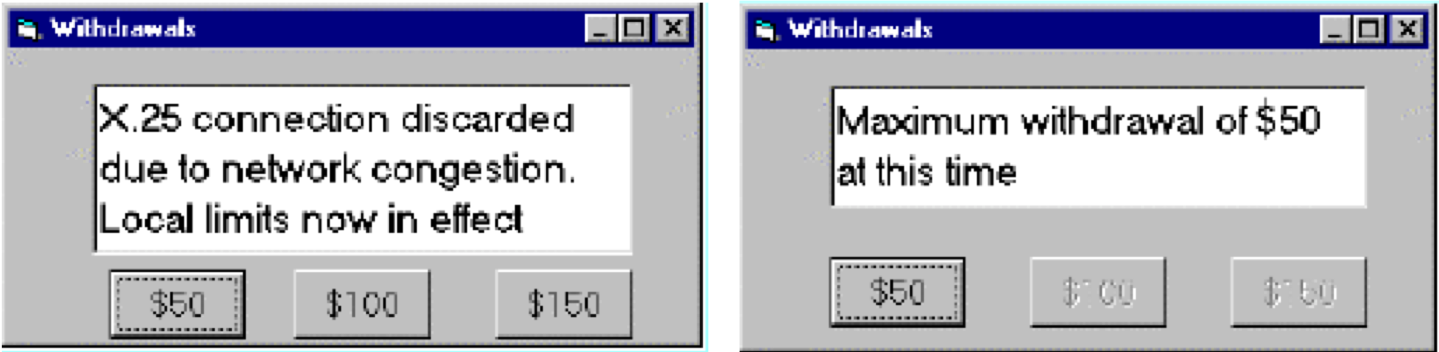 Withdrawals
X.25 connection discarded
due to network congestion.
Local limits now in effect
$50 $100 $150
Withdrawals
Maximum withdrawal of $50
at this time
$50 $100 $150